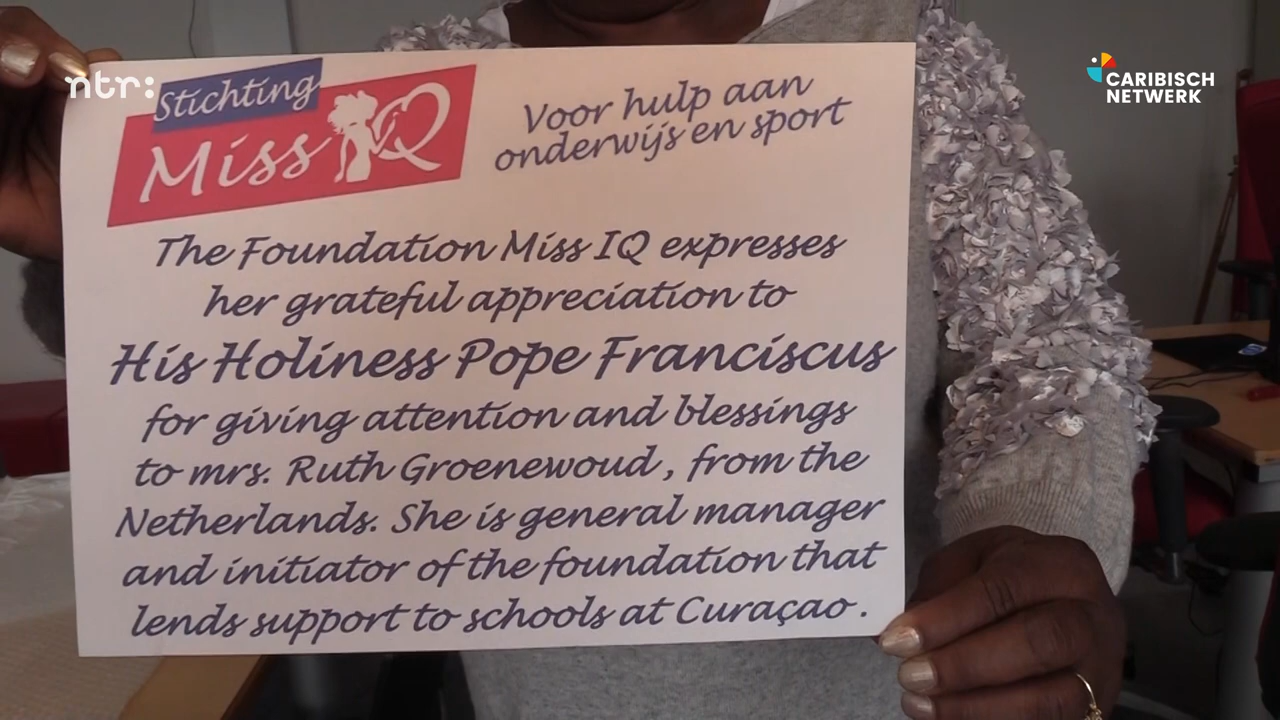 ntr:
CARIBISCH
NETWERK
Stichting
Miss IQ
Voor hulp aan
onderwijs en sport
The Foundation Miss IQ expresses
her grateful appreciation to
His Holiness Pope Franciscus
for giving attention and blessings
to mrs. Ruth Groenewoud , from the
Netherlands. She is general manager
and initiator of the foundation that
lends support to schools at Curaçao .